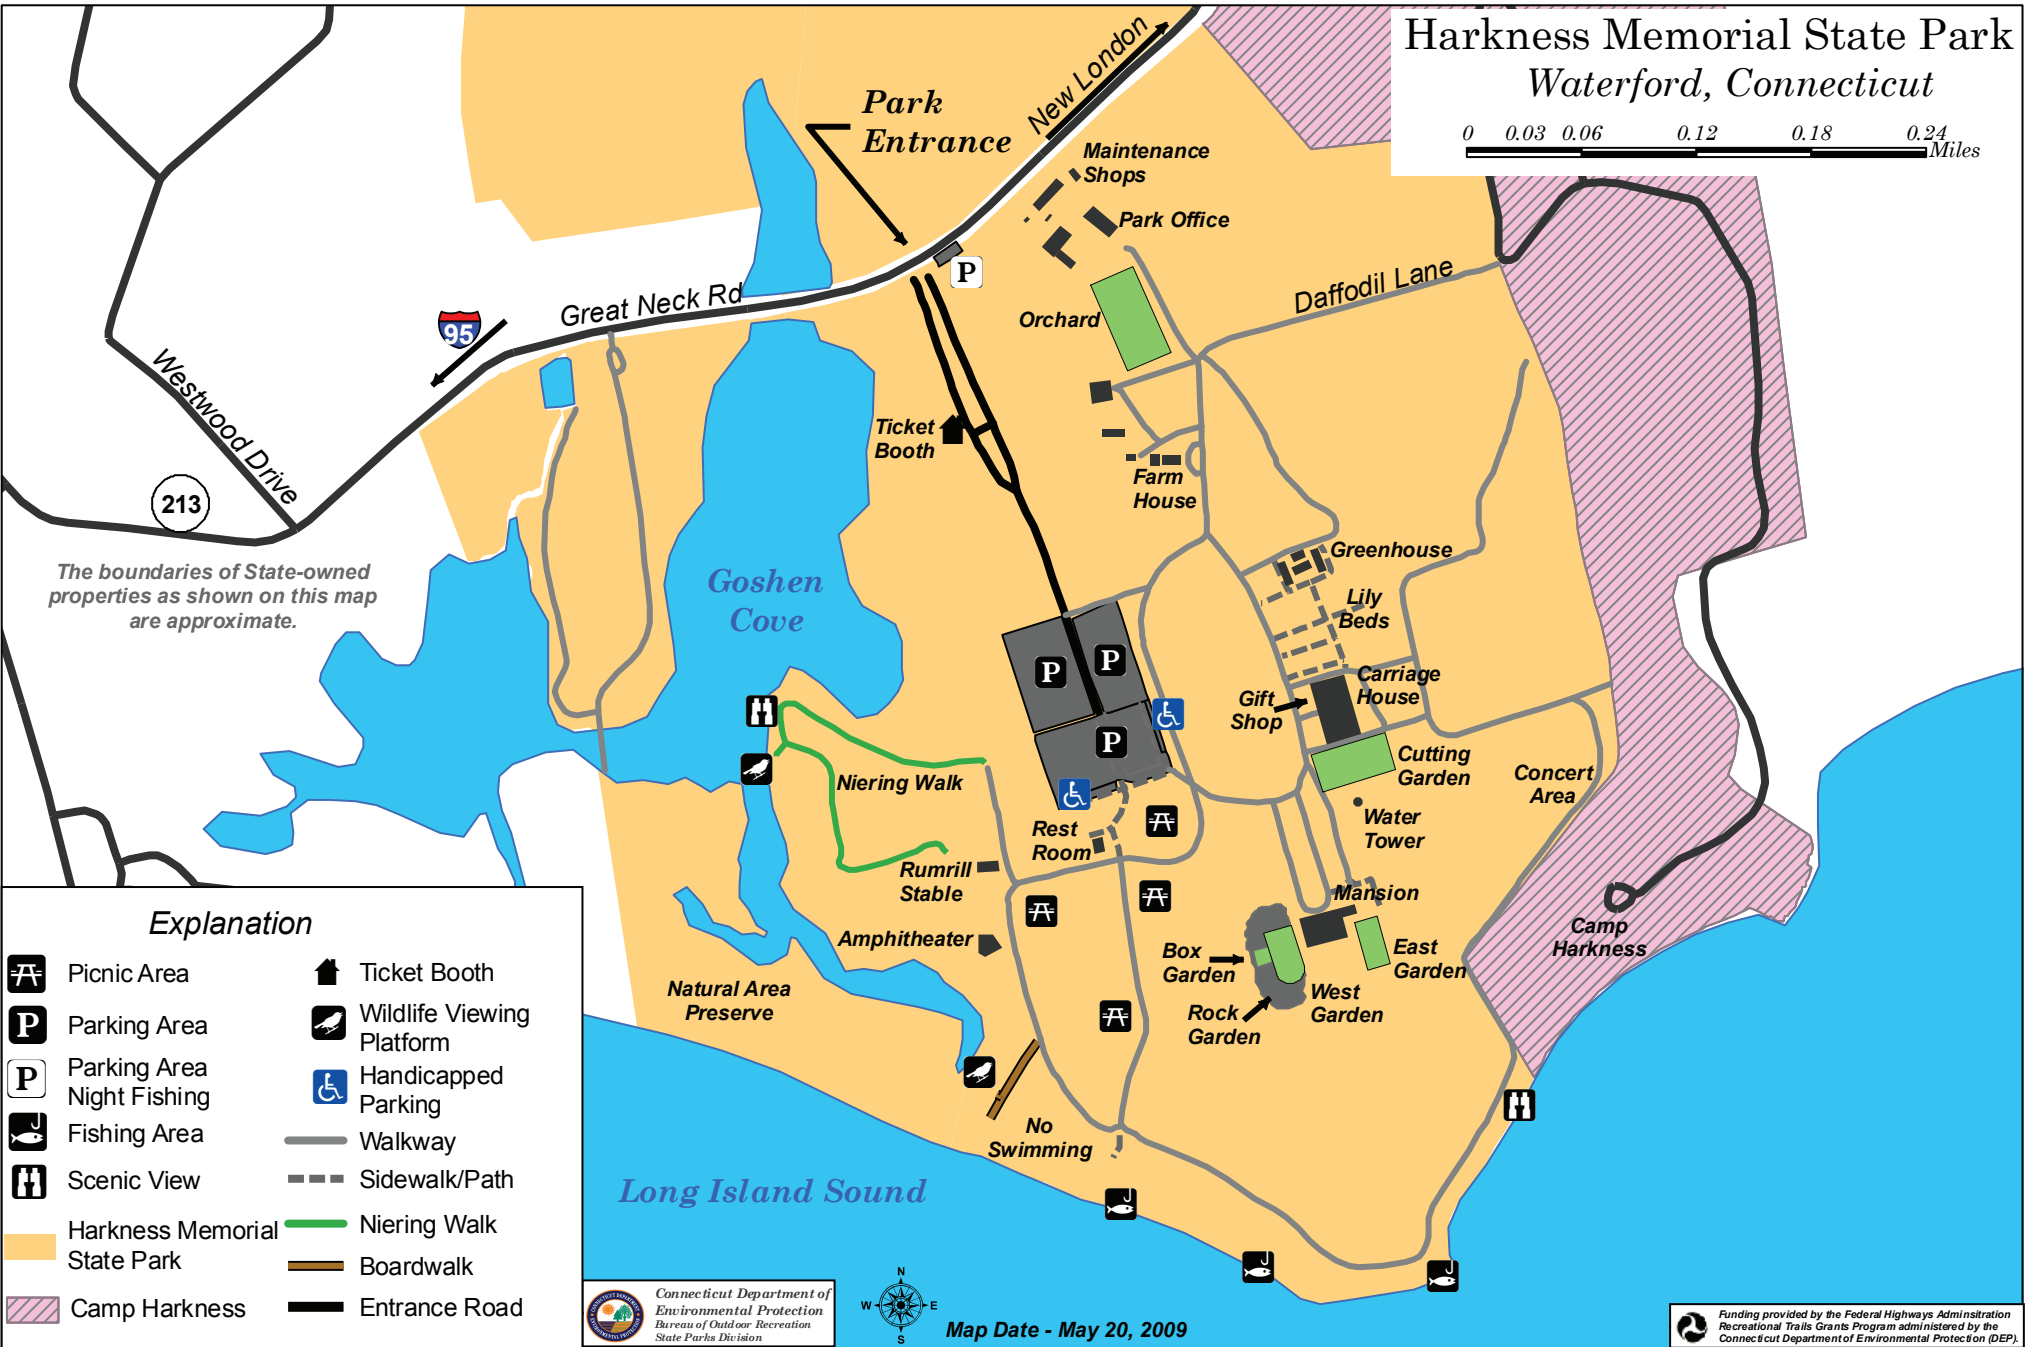 Harkness Memorial State Park
Waterford, Connecticut
0 0.03 0.06 0.12 0.18 0.24
Miles
New London
Park
Entrance
Maintenance
Shops
Park Office
P
Great Neck Rd
95
Orchard
Daffodil Lane
Westwood Drive
213
Ticket
Booth
Farm
House
The boundaries of State-owned
properties as shown on this map
are approximate.
Goshen
Cove
Greenhouse
Lily
Beds
P
P
P
Carriage
House
Gift
Shop
Cutting
Garden
Concert
Area
Niering Walk
Water
Tower
Rest
Room
Rumrill
Stable
Mansion
Amphitheater
Box
Garden
East
Garden
Camp
Harkness
Natural Area
Preserve
West
Garden
Rock
Garden
No
Swimming
Long Island Sound
Explanation
Picnic Area
P
Parking Area
P
Parking Area
Night Fishing
Fishing Area
Scenic View
Harkness Memorial
State Park
Camp Harkness
Ticket Booth
Wildlife Viewing
Platform
Handicapped
Parking
Walkway
Sidewalk/Path
Niering Walk
Boardwalk
Entrance Road
Connecticut Department of
Environmental Protection
Bureau of Outdoor Recreation
State Parks Division
N
W E
S
Map Date - May 20, 2009
Funding provided by the Federal Highways Adminsitration
Recreational Trails Grants Program administered by the
Connecticut Department of Environmental Protection (DEP).